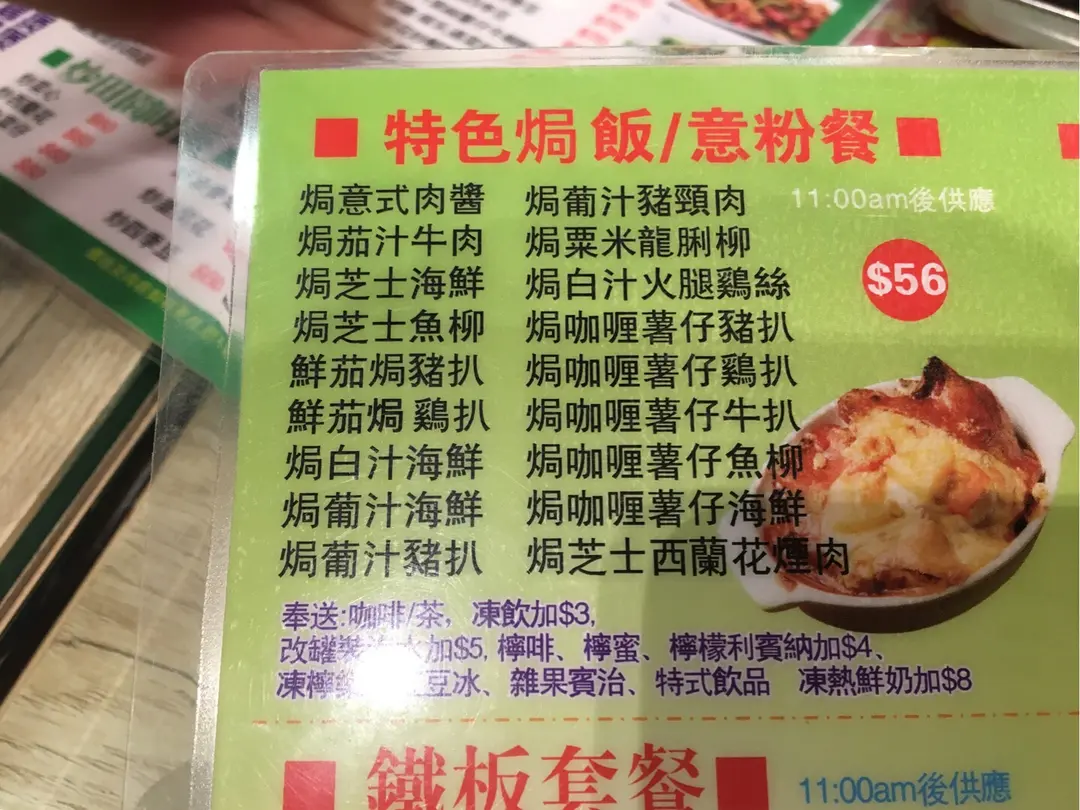 ■ 特色焗飯/意粉餐 ■
焗意式肉醬 焗葡汁豬頸肉 11:00am後供應
焗茄汁牛肉 焗粟米龍脷柳
$56
焗芝士海鮮 焗白汁火腿鷄絲
焗芝士魚柳 焗咖喱薯仔豬扒
鮮茄焗豬扒 焗咖喱薯仔鷄扒
鮮茄焗鷄扒 焗咖喱薯仔牛扒
焗白汁海鮮 焗咖喱薯仔魚柳
焗葡汁海鮮 焗咖喱薯仔海鮮
焗葡汁豬扒 焗芝士西蘭花煙肉
奉送:咖啡/茶，凍飲加$3,
改罐裝 水加$5, 檸啡、檸蜜、檸檬利賓納加$4、
凍檸 豆冰、雜果賓治、特式飲品 凍熱鮮奶加$8
■ 鐵板套餐 ■ 11:00am後供應